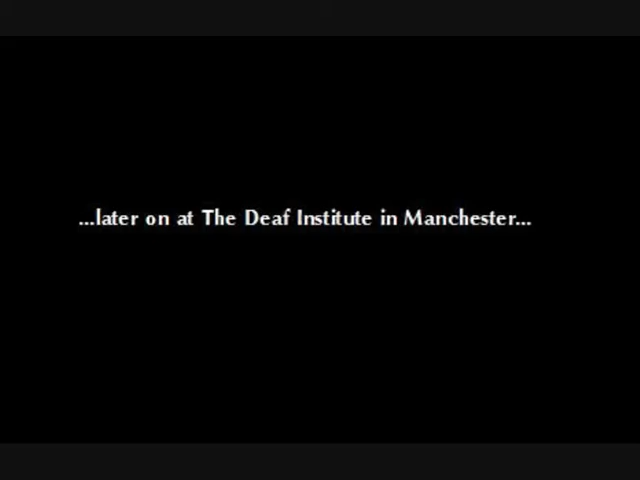 ...later on at The Deaf Institute in Manchester...